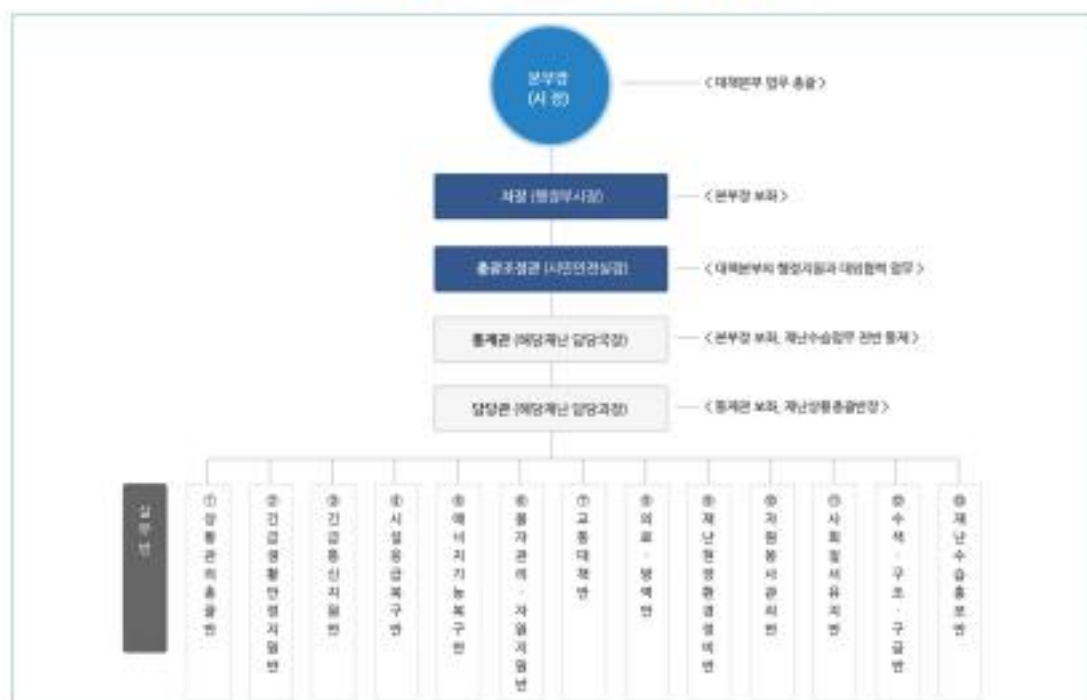 본부장
(시 장)
< 대책본부 업무 총괄 >
차장 (행정부시장)
< 본부장 보좌 >
총괄조정관 (시민안전실장)
< 대책본부의 행정지원과 대외협력 업무 >
통제관 (해당재난 담당국장)
< 본부장 보좌, 재난수습업무 전반 통제 >
담당관 (해당재난 담당과장)
< 통제관 보좌, 재난상황총괄반장 >
실무반
① 상황관리총괄반
② 긴급생활안정지원반
③ 긴급통신지원반
④ 시설응급복구반
⑤ 에너지기능복구반
⑥ 물자관리·자원지원반
⑦ 교통대책반
⑧ 의료·방역반
⑨ 재난현장환경정비반
⑩ 자원봉사관리반
⑪ 사회질서유지반
⑫ 수색·구조·구급반
⑬ 재난수습홍보반